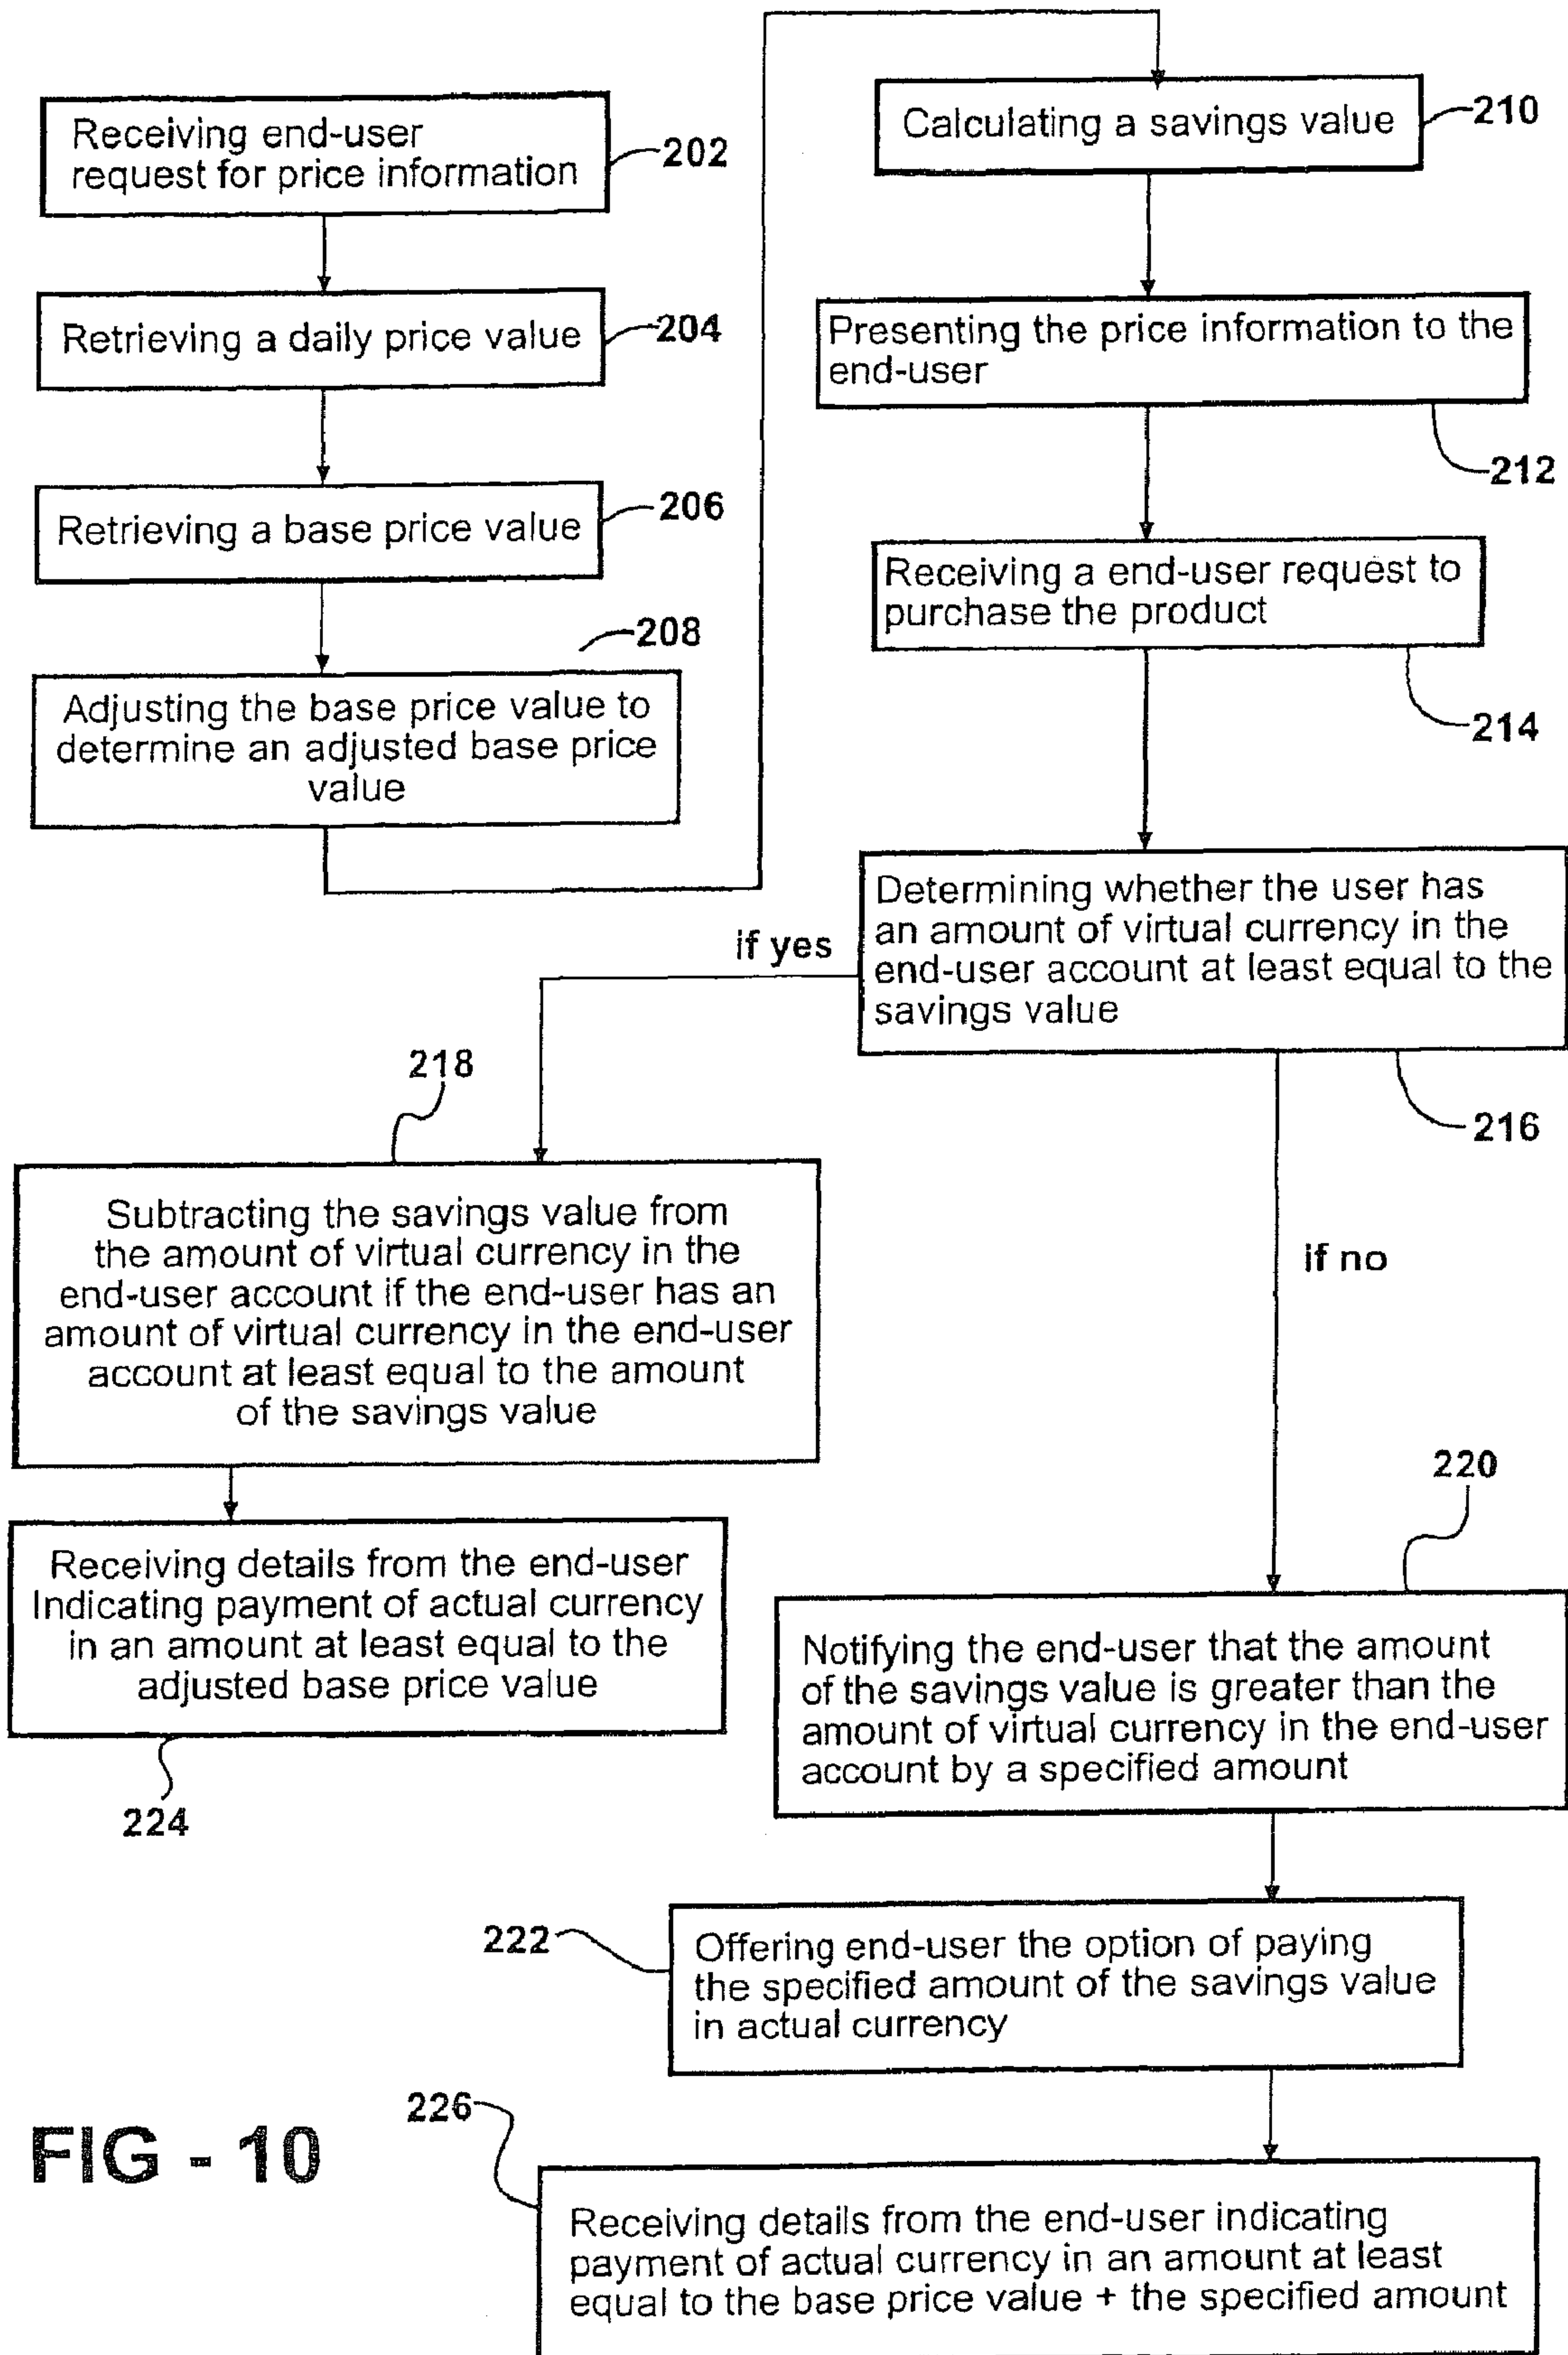 Receiving end-user
request for price information
202
Retrieving a daily price value
204
Retrieving a base price value
206
208
Adjusting the base price value to
determine an adjusted base price
value
Calculating a savings value
210
Presenting the price information to the
end-user
212
Receiving a end-user request to
purchase the product
214
Determining whether the user has
an amount of virtual currency in the
end-user account at least equal to the
savings value
216
if yes
218
Subtracting the savings value from
the amount of virtual currency in the
end-user account if the end-user has an
amount of virtual currency in the end-user
account at least equal to the amount
of the savings value
Receiving details from the end-user
Indicating payment of actual currency
in an amount at least equal to the
adjusted base price value
224
if no
220
Notifying the end-user that the amount
of the savings value is greater than the
amount of virtual currency in the end-user
account by a specified amount
222
Offering end-user the option of paying
the specified amount of the savings value
in actual currency
226
Receiving details from the end-user indicating
payment of actual currency in an amount at least
equal to the base price value + the specified amount
FIG - 10